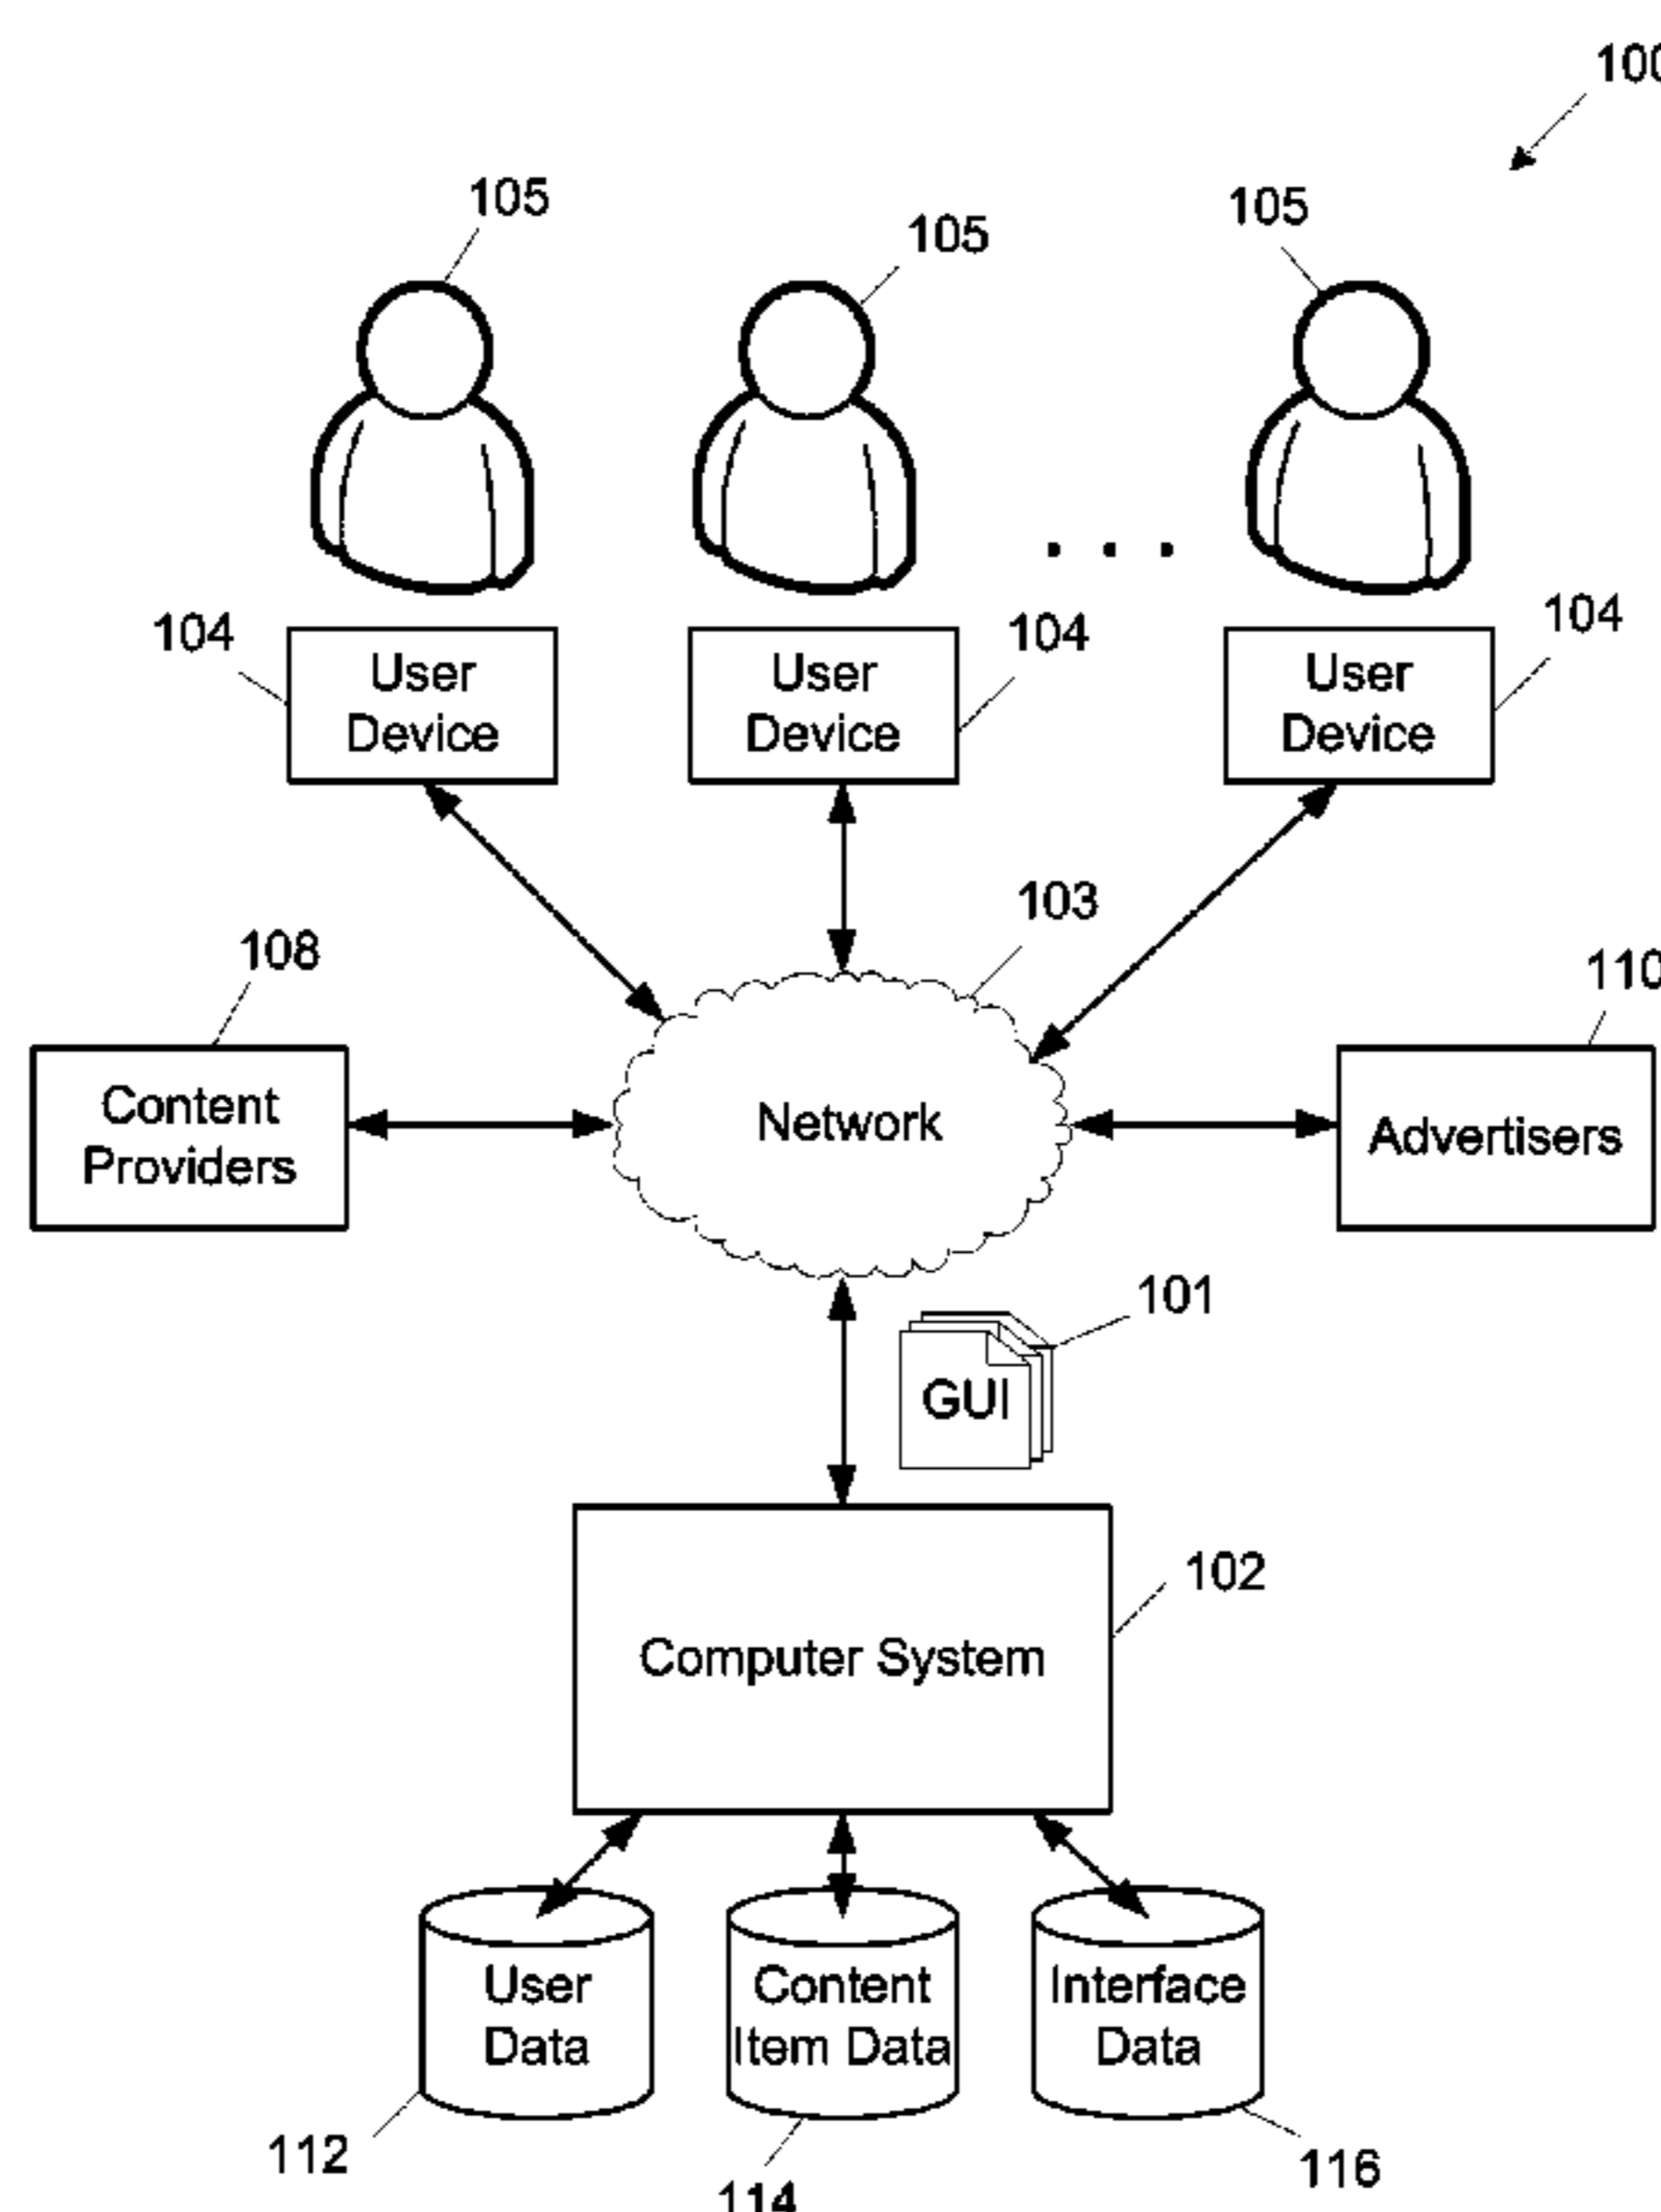 100
105
105
105
104
User
Device
User
Device
104
User
Device
104
103
108
110
Content
Providers
Network
Advertisers
101
GUI
102
Computer System
User
Data
Content
Item Data
Interface
Data
112
114
116